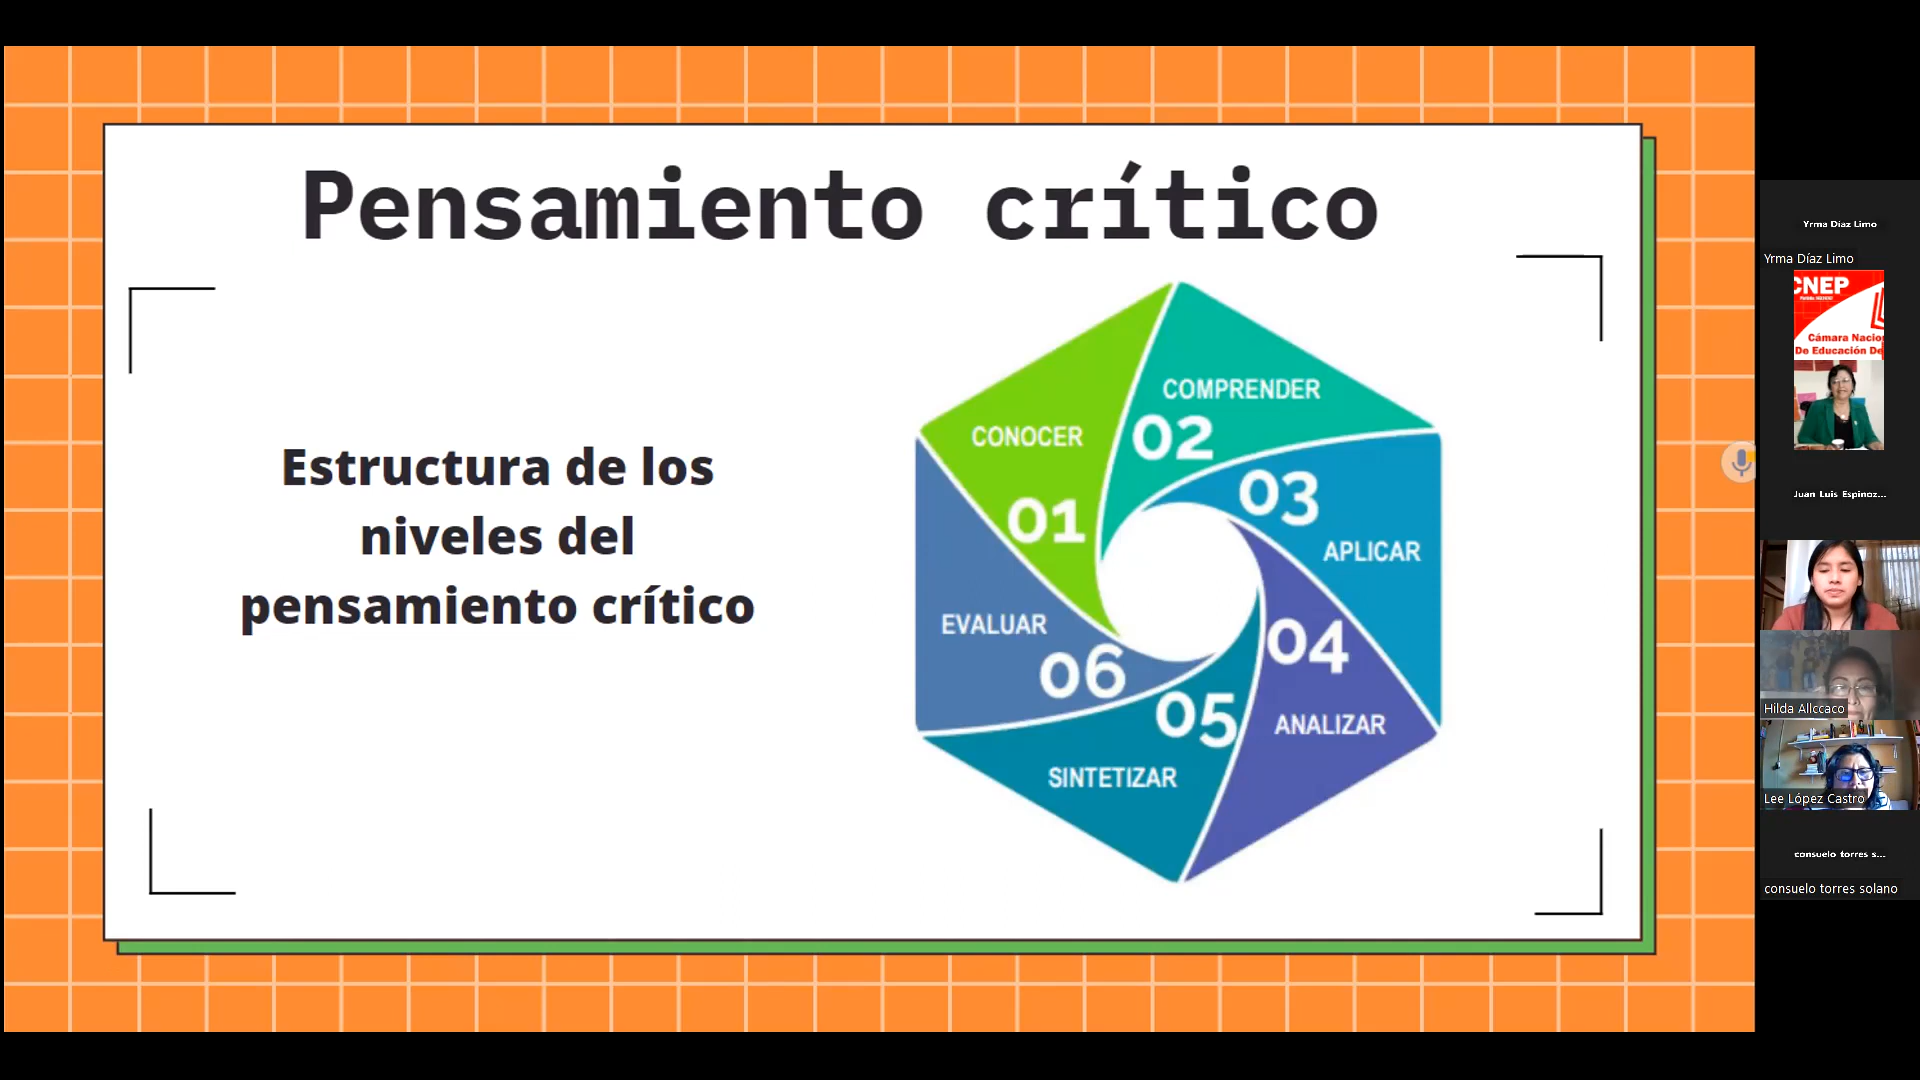 Pensamiento crítico
Estructura de los
niveles del
pensamiento crítico
CONOCER
01
COMPRENDER
02
03
APLICAR
04
ANALIZAR
05
SINTETIZAR
EVALUAR
06
Yrma Díaz Limo
Yrma Díaz Limo
CNEP
Cámara Nacio
De Educación De
Juan Luis Espinoz...
Hilda Allccaco
Lee López Castro
consuelo torres s...
consuelo torres solano